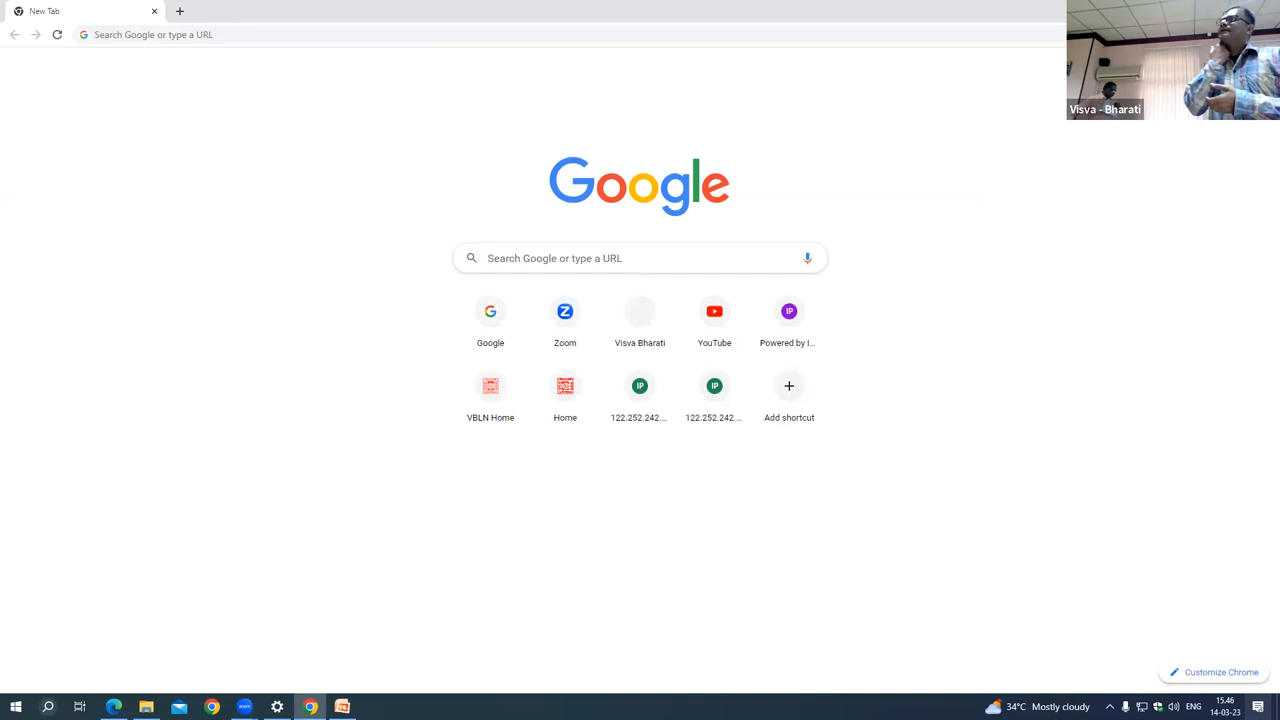 New Tab
Search Google or type a URL
Visva - Bharati
Google
Search Google or type a URL
Google
Zoom
Visva Bharati
YouTube
Powered by I...
VBLN Home
Home
122.252.242....
122.252.242....
Add shortcut
Customize Chrome
34°C Mostly cloudy
ENG
15.46
14-03-23